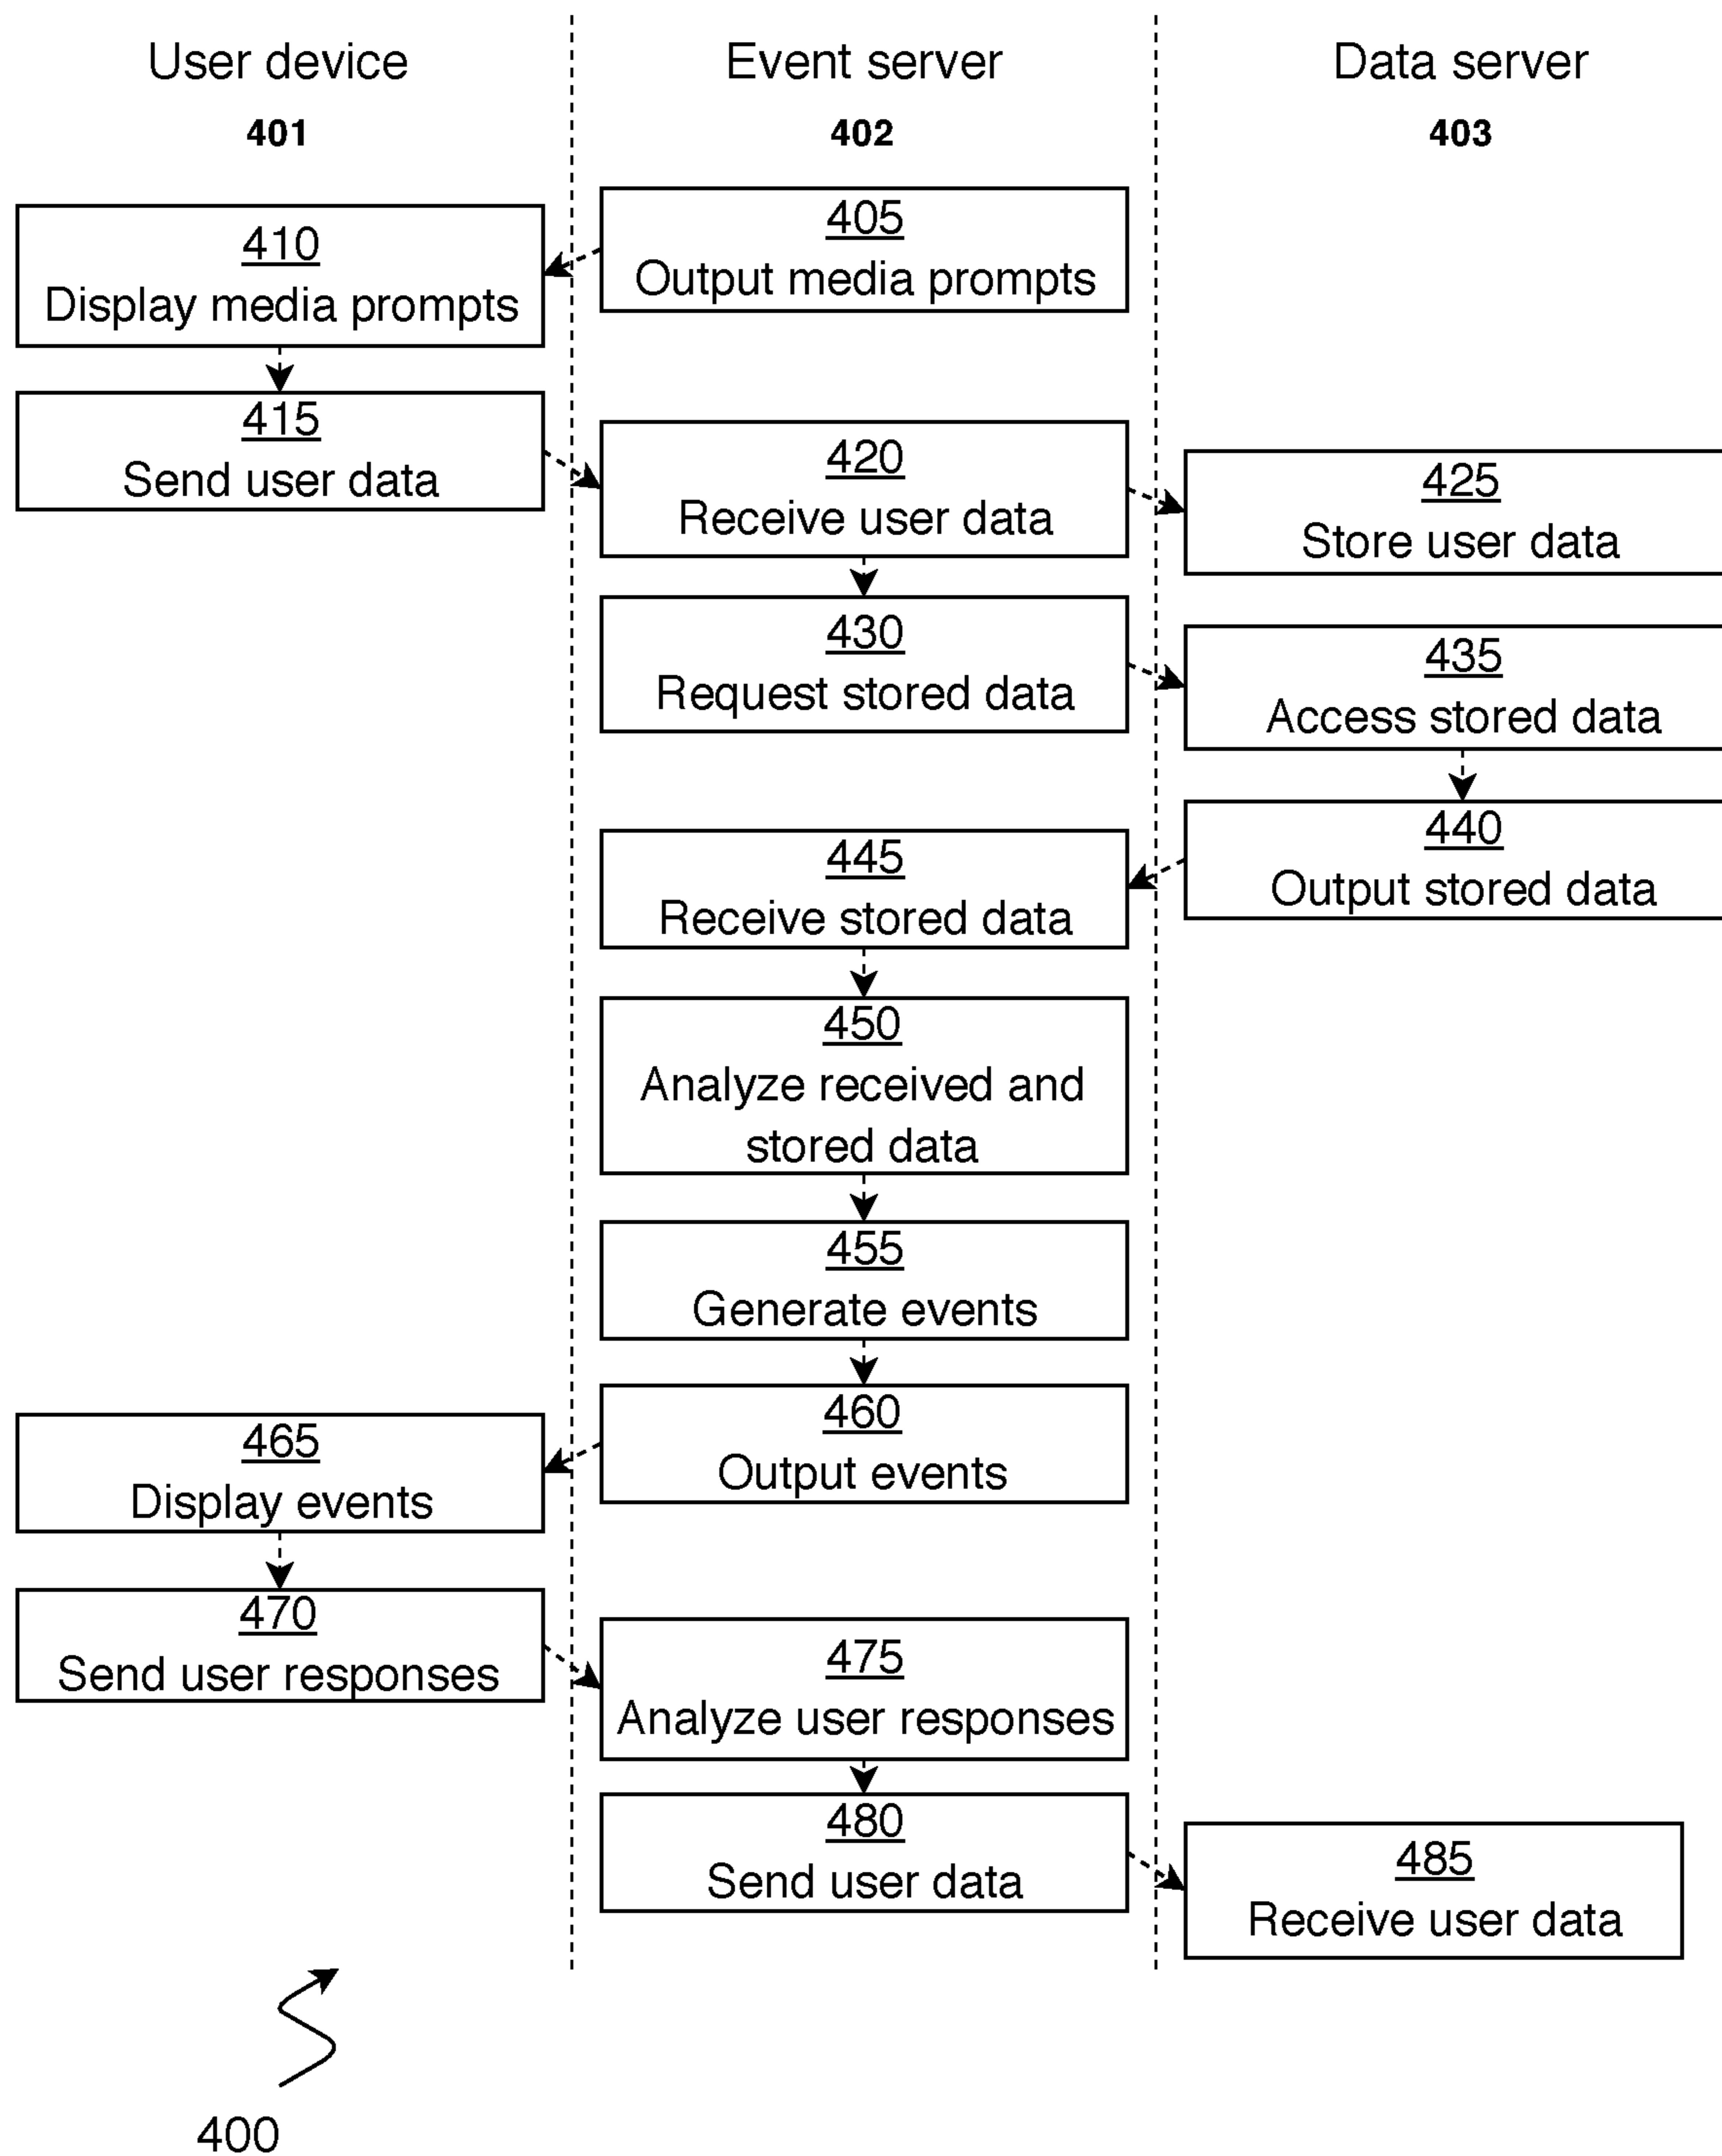 User device
Event server
Data server
401
402
403
405
Output media prompts
410
Display media prompts
415
Send user data
420
Receive user data
425
Store user data
430
Request stored data
435
Access stored data
440
Output stored data
445
Receive stored data
450
Analyze received and
stored data
455
Generate events
460
Output events
465
Display events
470
Send user responses
475
Analyze user responses
480
Send user data
485
Receive user data
400